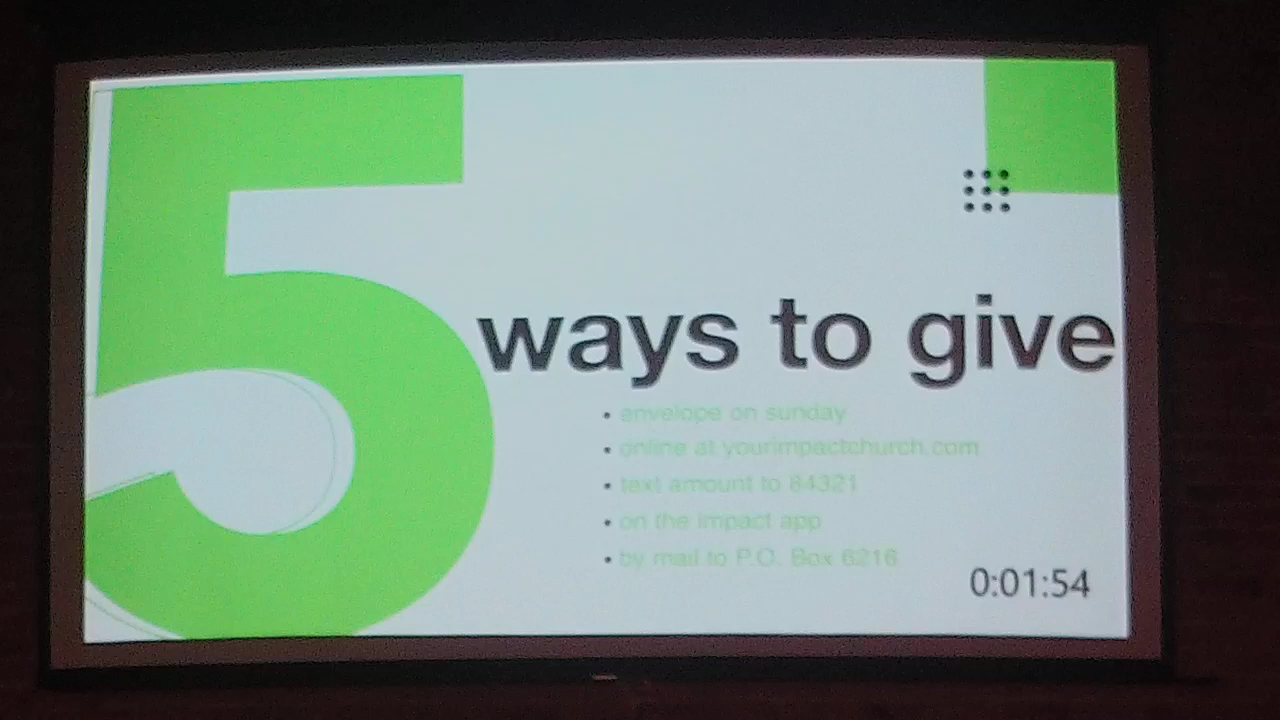 5
ways to give
• envelope on sunday
• online at yourimpactchurch.com
• text amount to 84321
• on the impact app
• by mail to P.O. Box 6216
0:01:54